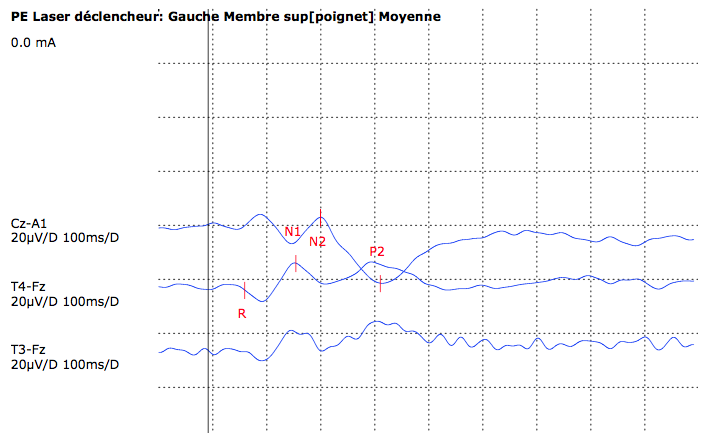 PE Laser déclencheur: Gauche Membre sup[poignet] Moyenne
0.0 mA
Cz-A1
20µV/D 100ms/D
N1
N2
P2
T4-Fz
20µV/D 100ms/D
R
T3-Fz
20µV/D 100ms/D